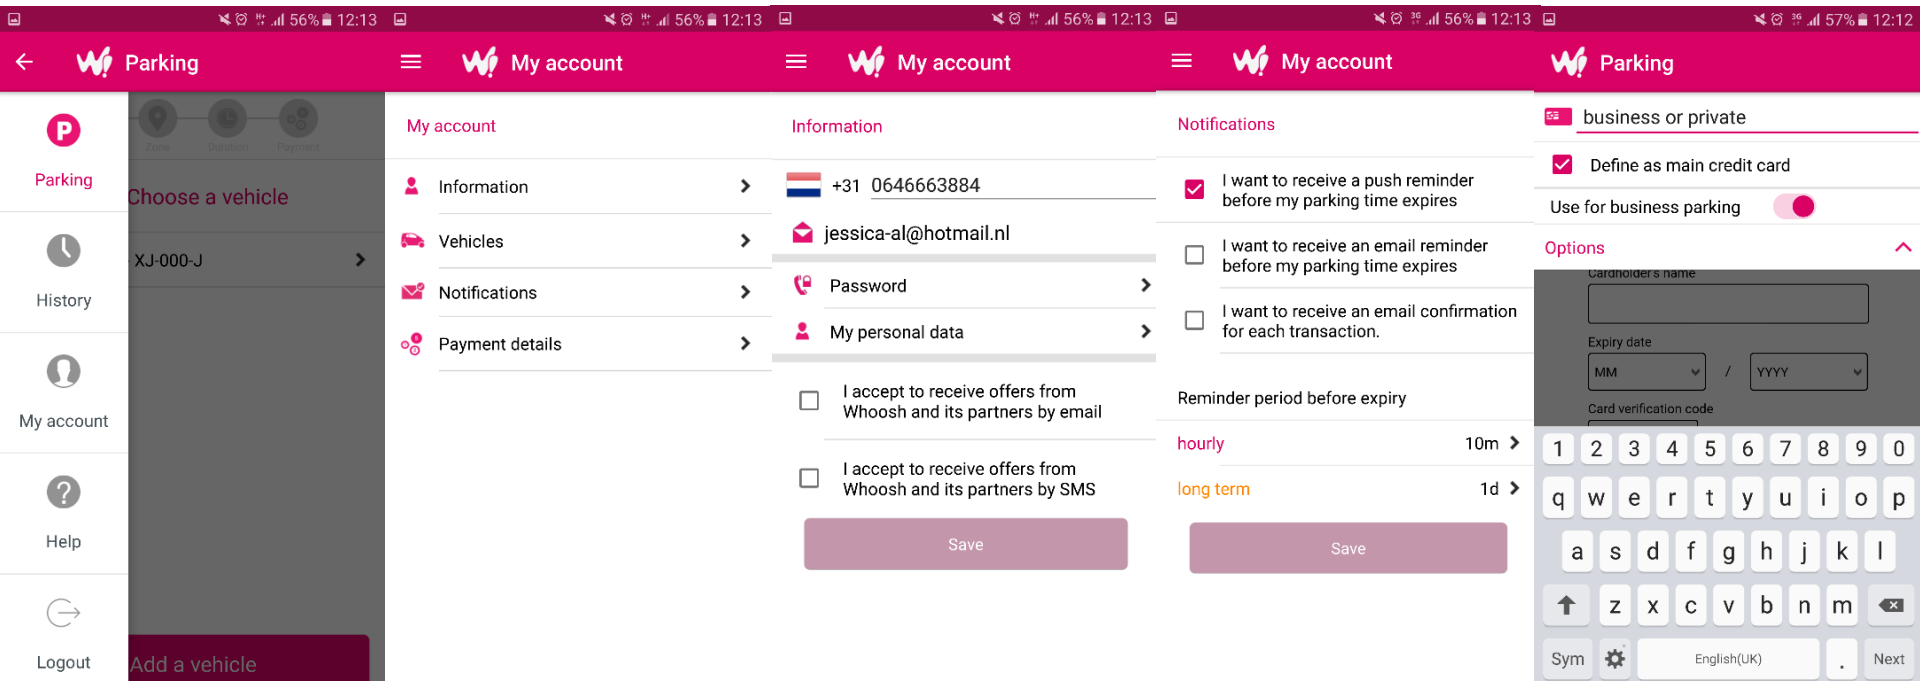 56% 12:13
Parking
Parking
History
My account
Help
Logout
Zone
Duration
Payment
Choose a vehicle
XJ-000-J
Add a vehicle
H+ 56% 12:13
My account
My account
Information
Vehicles
Notifications
Payment details
H+ 56% 12:13
My account
Information
+31 0646663884
jessica-al@hotmail.nl
Password
My personal data
I accept to receive offers from
Whoosh and its partners by email
I accept to receive offers from
Whoosh and its partners by SMS
Save
3G 56% 12:13
My account
Notifications
I want to receive a push reminder
before my parking time expires
I want to receive an email reminder
before my parking time expires
I want to receive an email confirmation
for each transaction.
Reminder period before expiry
hourly 10m
long term 1d
Save
3G 57% 12:12
Parking
business or private
Define as main credit card
Use for business parking
Options
Cardholder's name
Expiry date
MM / YYYY
Card verification code
1 2 3 4 5 6 7 8 9 0
q w e r t y u i o p
a s d f g h j k l
z x c v b n m
Sym English(UK) . Next